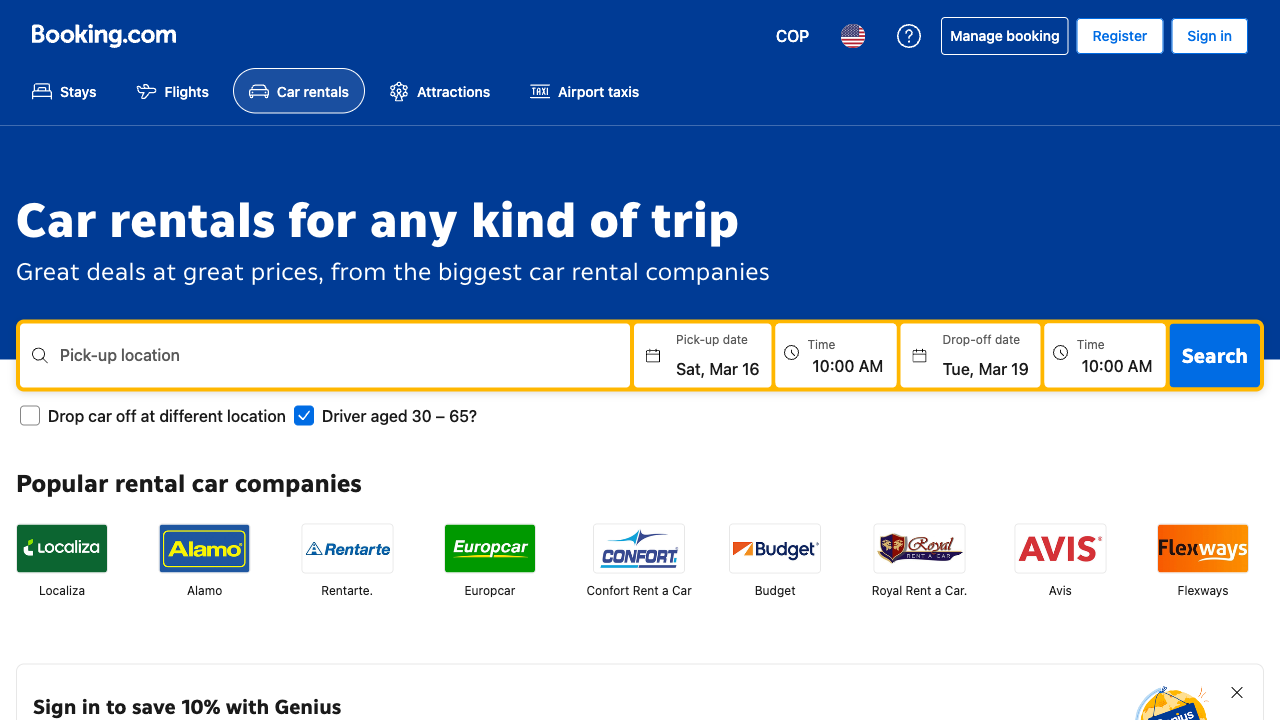 Booking.com
COP
Manage booking
Register
Sign in
Stays
Flights
Car rentals
Attractions
TAXI
Airport taxis
Car rentals for any kind of trip
Great deals at great prices, from the biggest car rental companies
Pick-up location
Pick-up date
Sat, Mar 16
Time
10:00 AM
Drop-off date
Tue, Mar 19
Time
10:00 AM
Search
Drop car off at different location
Driver aged 30 – 65?
Popular rental car companies
Localiza
Alamo
Rentarte
Europcar
CONFORT
Budget
Royal
RENT A CAR
AVIS
Flexways
Localiza
Alamo
Rentarte.
Europcar
Confort Rent a Car
Budget
Royal Rent a Car.
Avis
Flexways
Sign in to save 10% with Genius
Genius